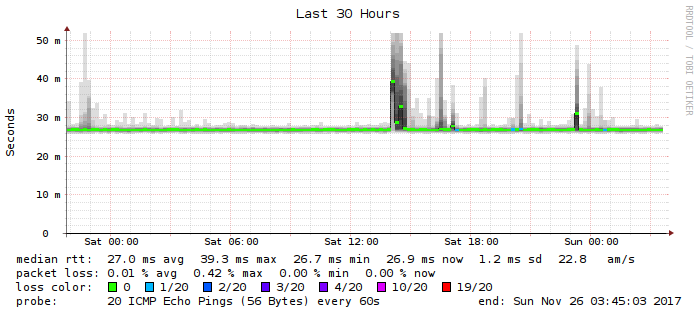 Last 30 Hours
RRDTOOL / TOBI OETIKER
Seconds
50 m
40 m
30 m
20 m
10 m
0
Sat 00:00 Sat 06:00 Sat 12:00 Sat 18:00 Sun 00:00
median rtt: 27.0 ms avg 39.3 ms max 26.7 ms min 26.9 ms now 1.2 ms sd 22.8 am/s
packet loss: 0.01 % avg 0.42 % max 0.00 % min 0.00 % now
loss color: 0 1/20 2/20 3/20 4/20 10/20 19/20
probe: 20 ICMP Echo Pings (56 Bytes) every 60s end: Sun Nov 26 03:45:03 2017